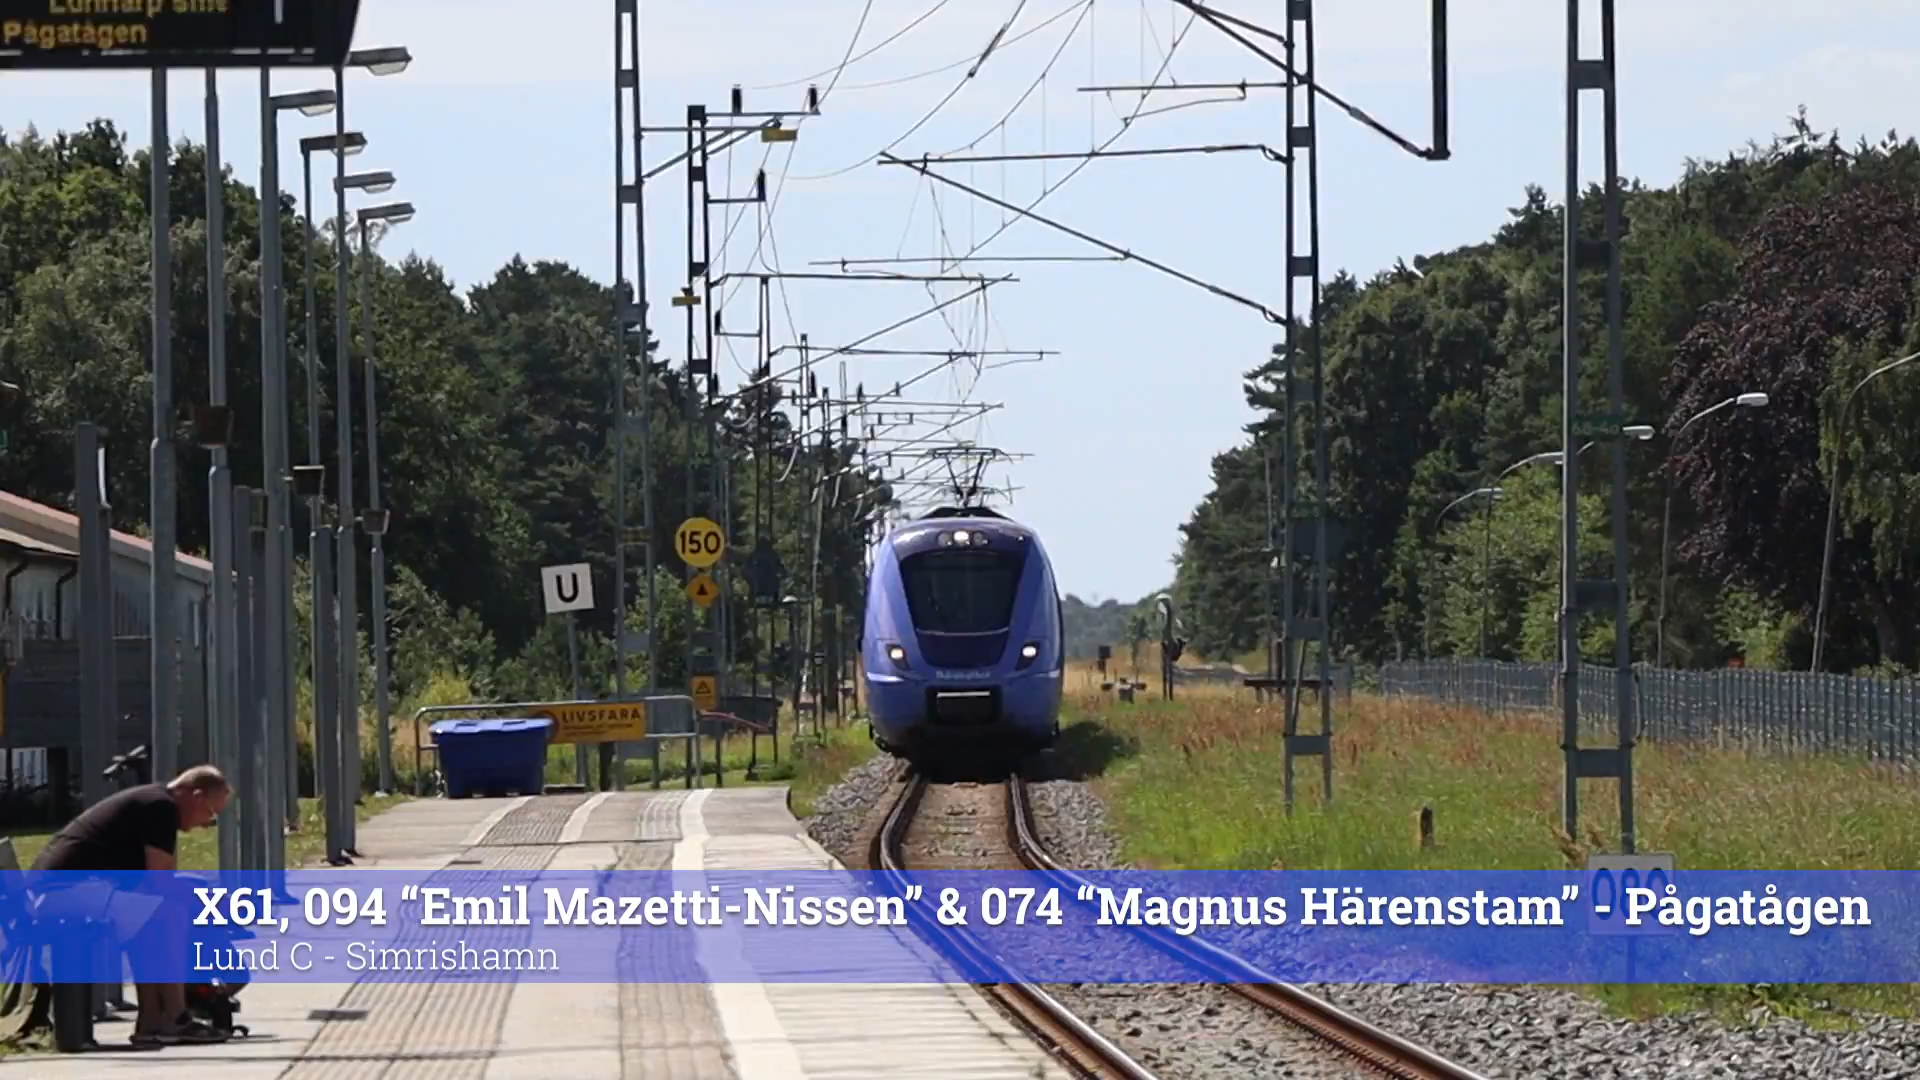 Pågatågen
150
U
LIVSFARA
X61, 094 “Emil Mazetti-Nissen” & 074 “Magnus Härenstam” - Pågatågen
Lund C - Simrishamn